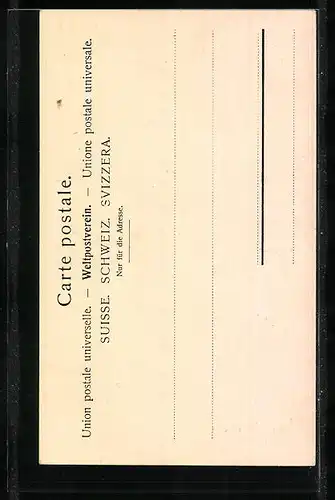 Carte postale.
Union postale universelle. — Weltpostverein. — Unione postale universale.
SUISSE. SCHWEIZ. SVIZZERA.
Nur für die Adresse.